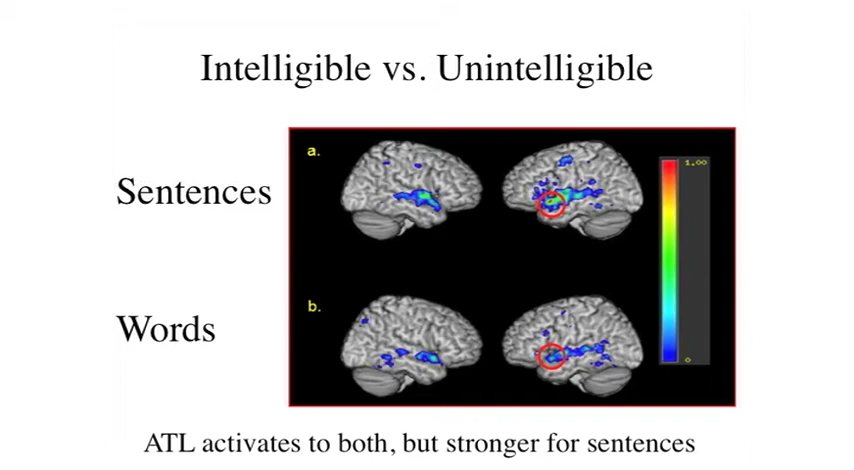 Intelligible vs. Unintelligible
Sentences
a.
1.00
0
Words
b.
ATL activates to both, but stronger for sentences